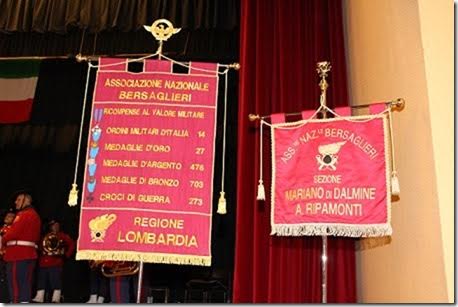 ASSOCIAZIONE NAZIONALE
BERSAGLIERI
RICOMPENSE AL VALORE MILITARE
ORDINI MILITARE D'ITALIA 14
MEDAGLIE D'ORO 27
MEDAGLIE D'ARGENTO 476
MEDAGLIE DI BRONZO 703
CROCI DI GUERRA 273
REGIONE
LOMBARDIA
ASS.NE NAZ.LE BERSAGLIERI
SEZIONE
MARIANO DI DALMINE
A. RIPAMONTI